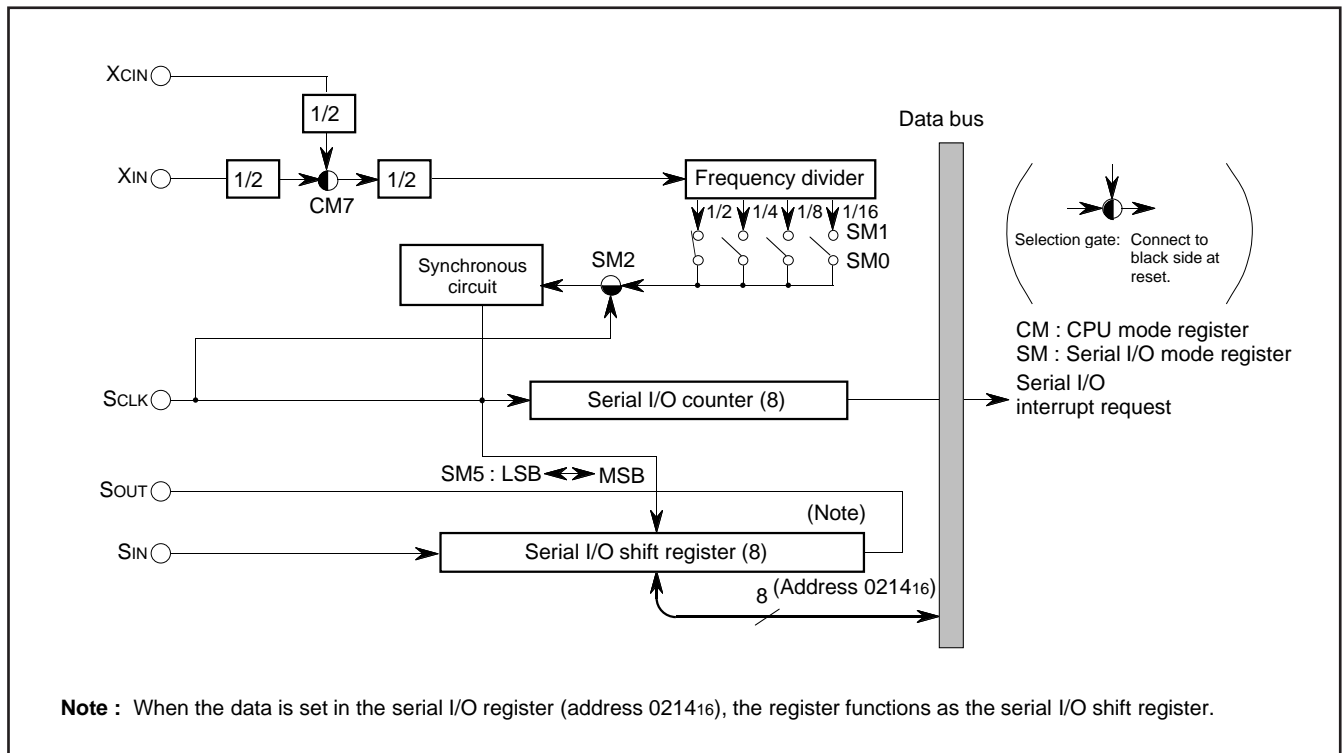 XCIN
1/2
Data bus
XIN
1/2
1/2
Frequency divider
CM7
1/2
1/4
1/8
1/16
SM1
SM0
Selection gate: Connect to
black side at
reset.
Synchronous
circuit
SM2
CM : CPU mode register
SM : Serial I/O mode register
SCLK
Serial I/O counter (8)
Serial I/O
interrupt request
SM5 : LSB MSB
SOUT
(Note)
SIN
Serial I/O shift register (8)
8
(Address 021416)
Note : When the data is set in the serial I/O register (address 021416), the register functions as the serial I/O shift register.